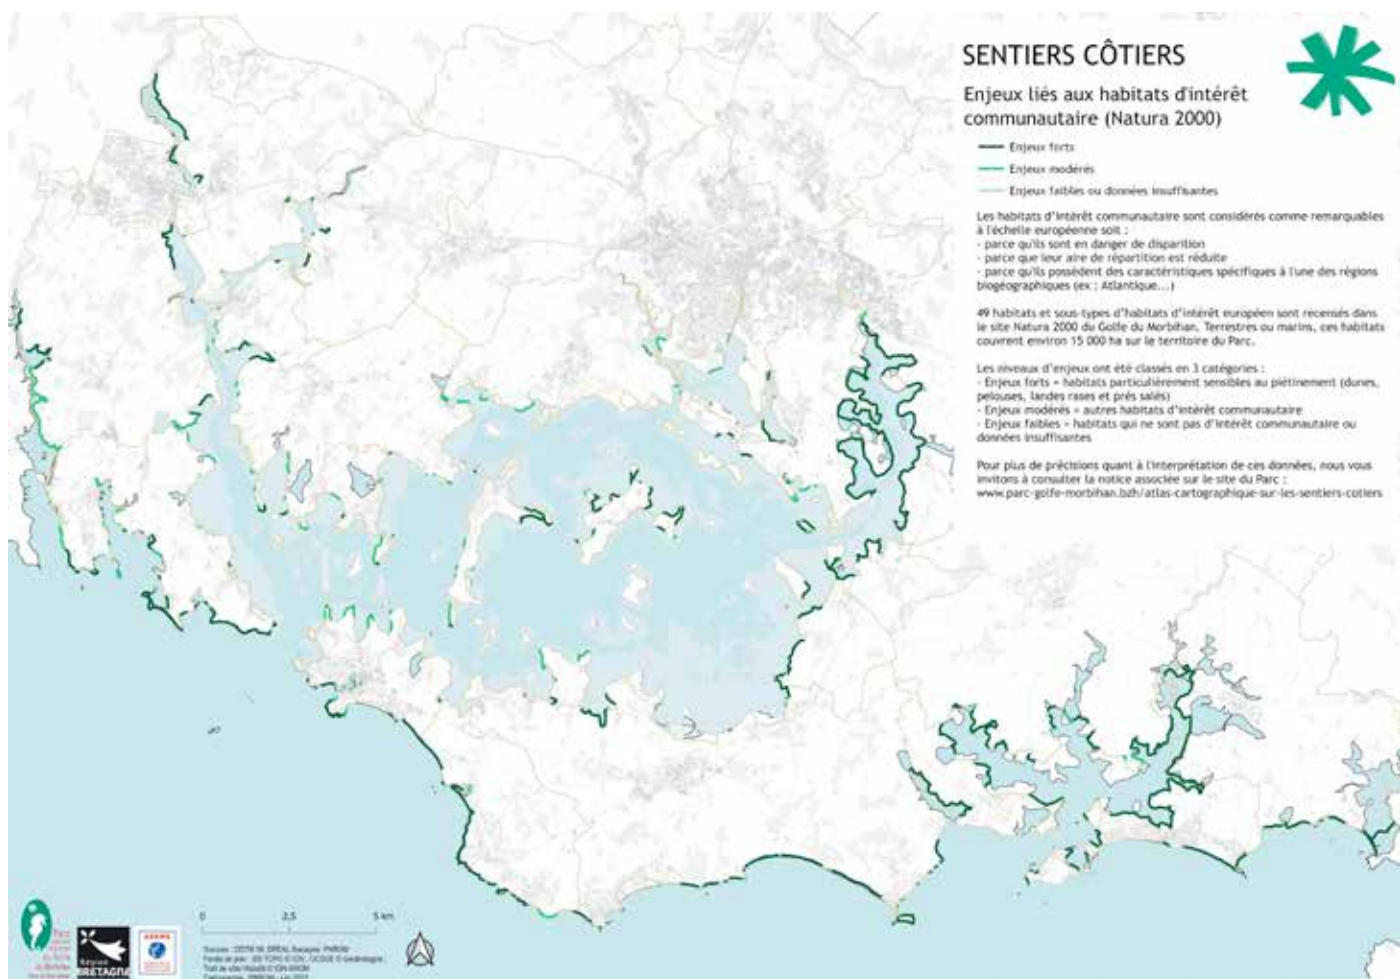 SENTIERS CÔTIERS
Enjeux liés aux habitats d'intérêt
communautaire (Natura 2000)
Enjeux forts
Enjeux modérés
Enjeux faibles ou données insuffisantes
Les habitats d'intérêt communautaire sont considérés comme remarquables
à l'échelle européenne soit :
- parce qu'ils sont en danger de disparition
- parce que leur aire de répartition est réduite
- parce qu'ils possèdent des caractéristiques spécifiques à l'une des régions
biogéographiques (ex : Atlantique...)
49 habitats et sous-types d'habitats d'intérêt européen sont recensés dans
le site Natura 2000 du Golfe du Morbihan. Terrestres ou marins, ces habitats
couvrent environ 15 000 ha sur le territoire du Parc.
Les niveaux d'enjeux ont été classés en 3 catégories :
- Enjeux forts = habitats particulièrement sensibles au piétinement (dunes,
pelouses, landes rases et prés salés)
- Enjeux modérés = autres habitats d'intérêt communautaire
- Enjeux faibles = habitats qui ne sont pas d'intérêt communautaire ou
données insuffisantes
Pour plus de précisions quant à l'interprétation de ces données, nous vous
invitons à consulter la notice associée sur le site du Parc :
www.parc-golfe-morbihan.bzh/atlas-cartographique-sur-les-sentiers-cotiers
0 2,5 5 km
Parc
Région
BRETAGNE
ADEME